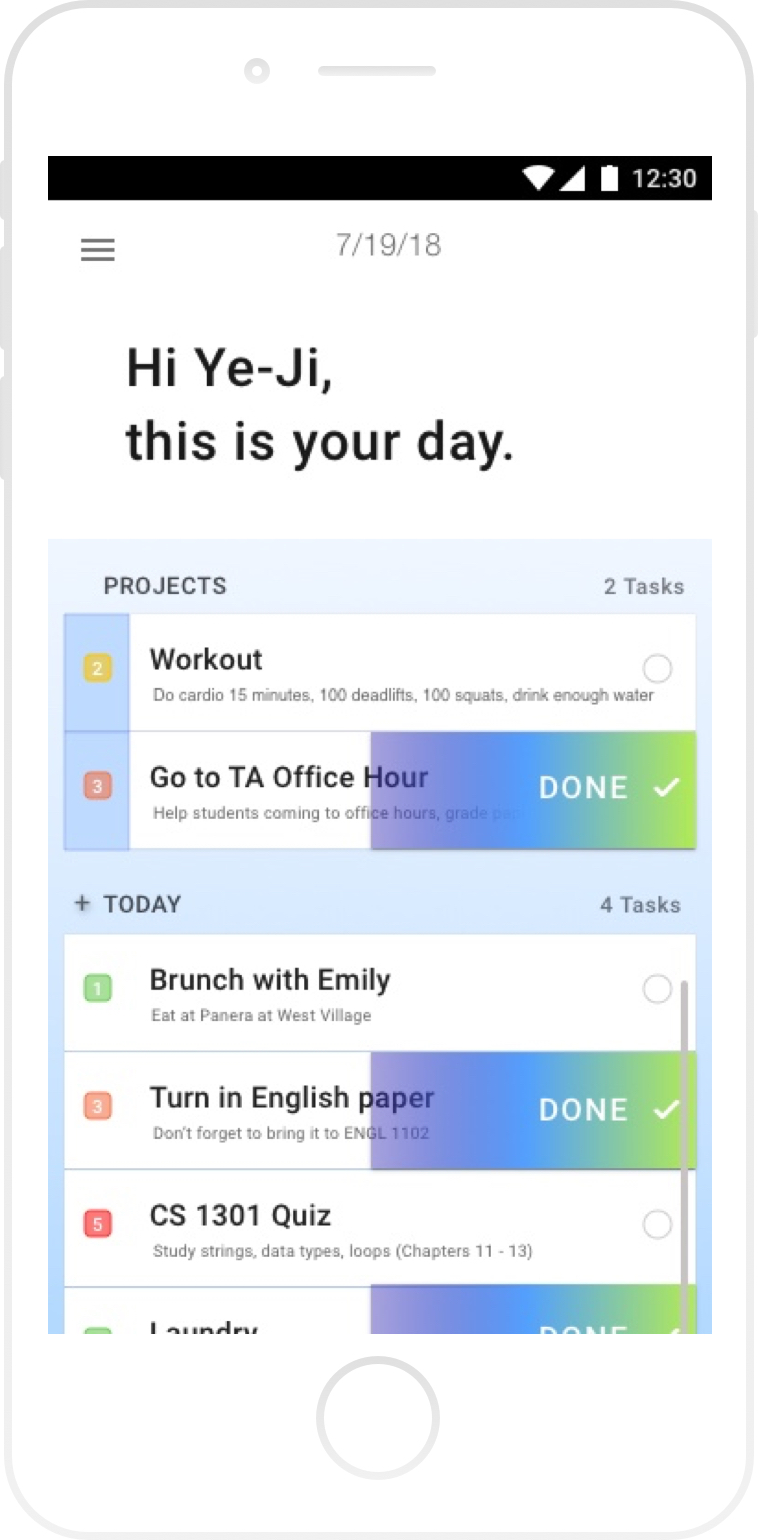 12:30
7/19/18
Hi Ye-Ji,
this is your day.
PROJECTS 2 Tasks
2 Workout
Do cardio 15 minutes, 100 deadlifts, 100 squats, drink enough water
3 Go to TA Office Hour DONE
Help students coming to office hours, grade
+ TODAY 4 Tasks
1 Brunch with Emily
Eat at Panera at West Village
3 Turn in English paper DONE
Don't forget to bring it to ENGL 1102
5 CS 1301 Quiz
Study strings, data types, loops (Chapters 11 - 13)
Laundry DONE